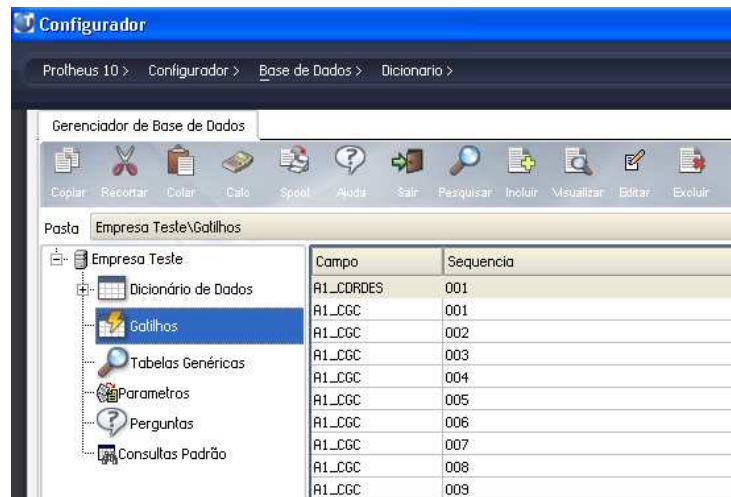 Configurador
Protheus 10 > Configurador > Base de Dados > Dicionario >
Gerenciador de Base de Dados
Copiar Recortar Colar Calc Spool Ajuda Sair Pesquisar Incluir Visualizar Editar Excluir
Pasta Empresa Teste\Gatilhos
Empresa Teste
Dicionário de Dados
Gatilhos
Tabelas Genéricas
Parametros
Perguntas
Consultas Padrão
Campo Sequencia
A1_CDRDES 001
A1_CGC 001
A1_CGC 002
A1_CGC 003
A1_CGC 004
A1_CGC 005
A1_CGC 006
A1_CGC 007
A1_CGC 008
A1_CGC 009